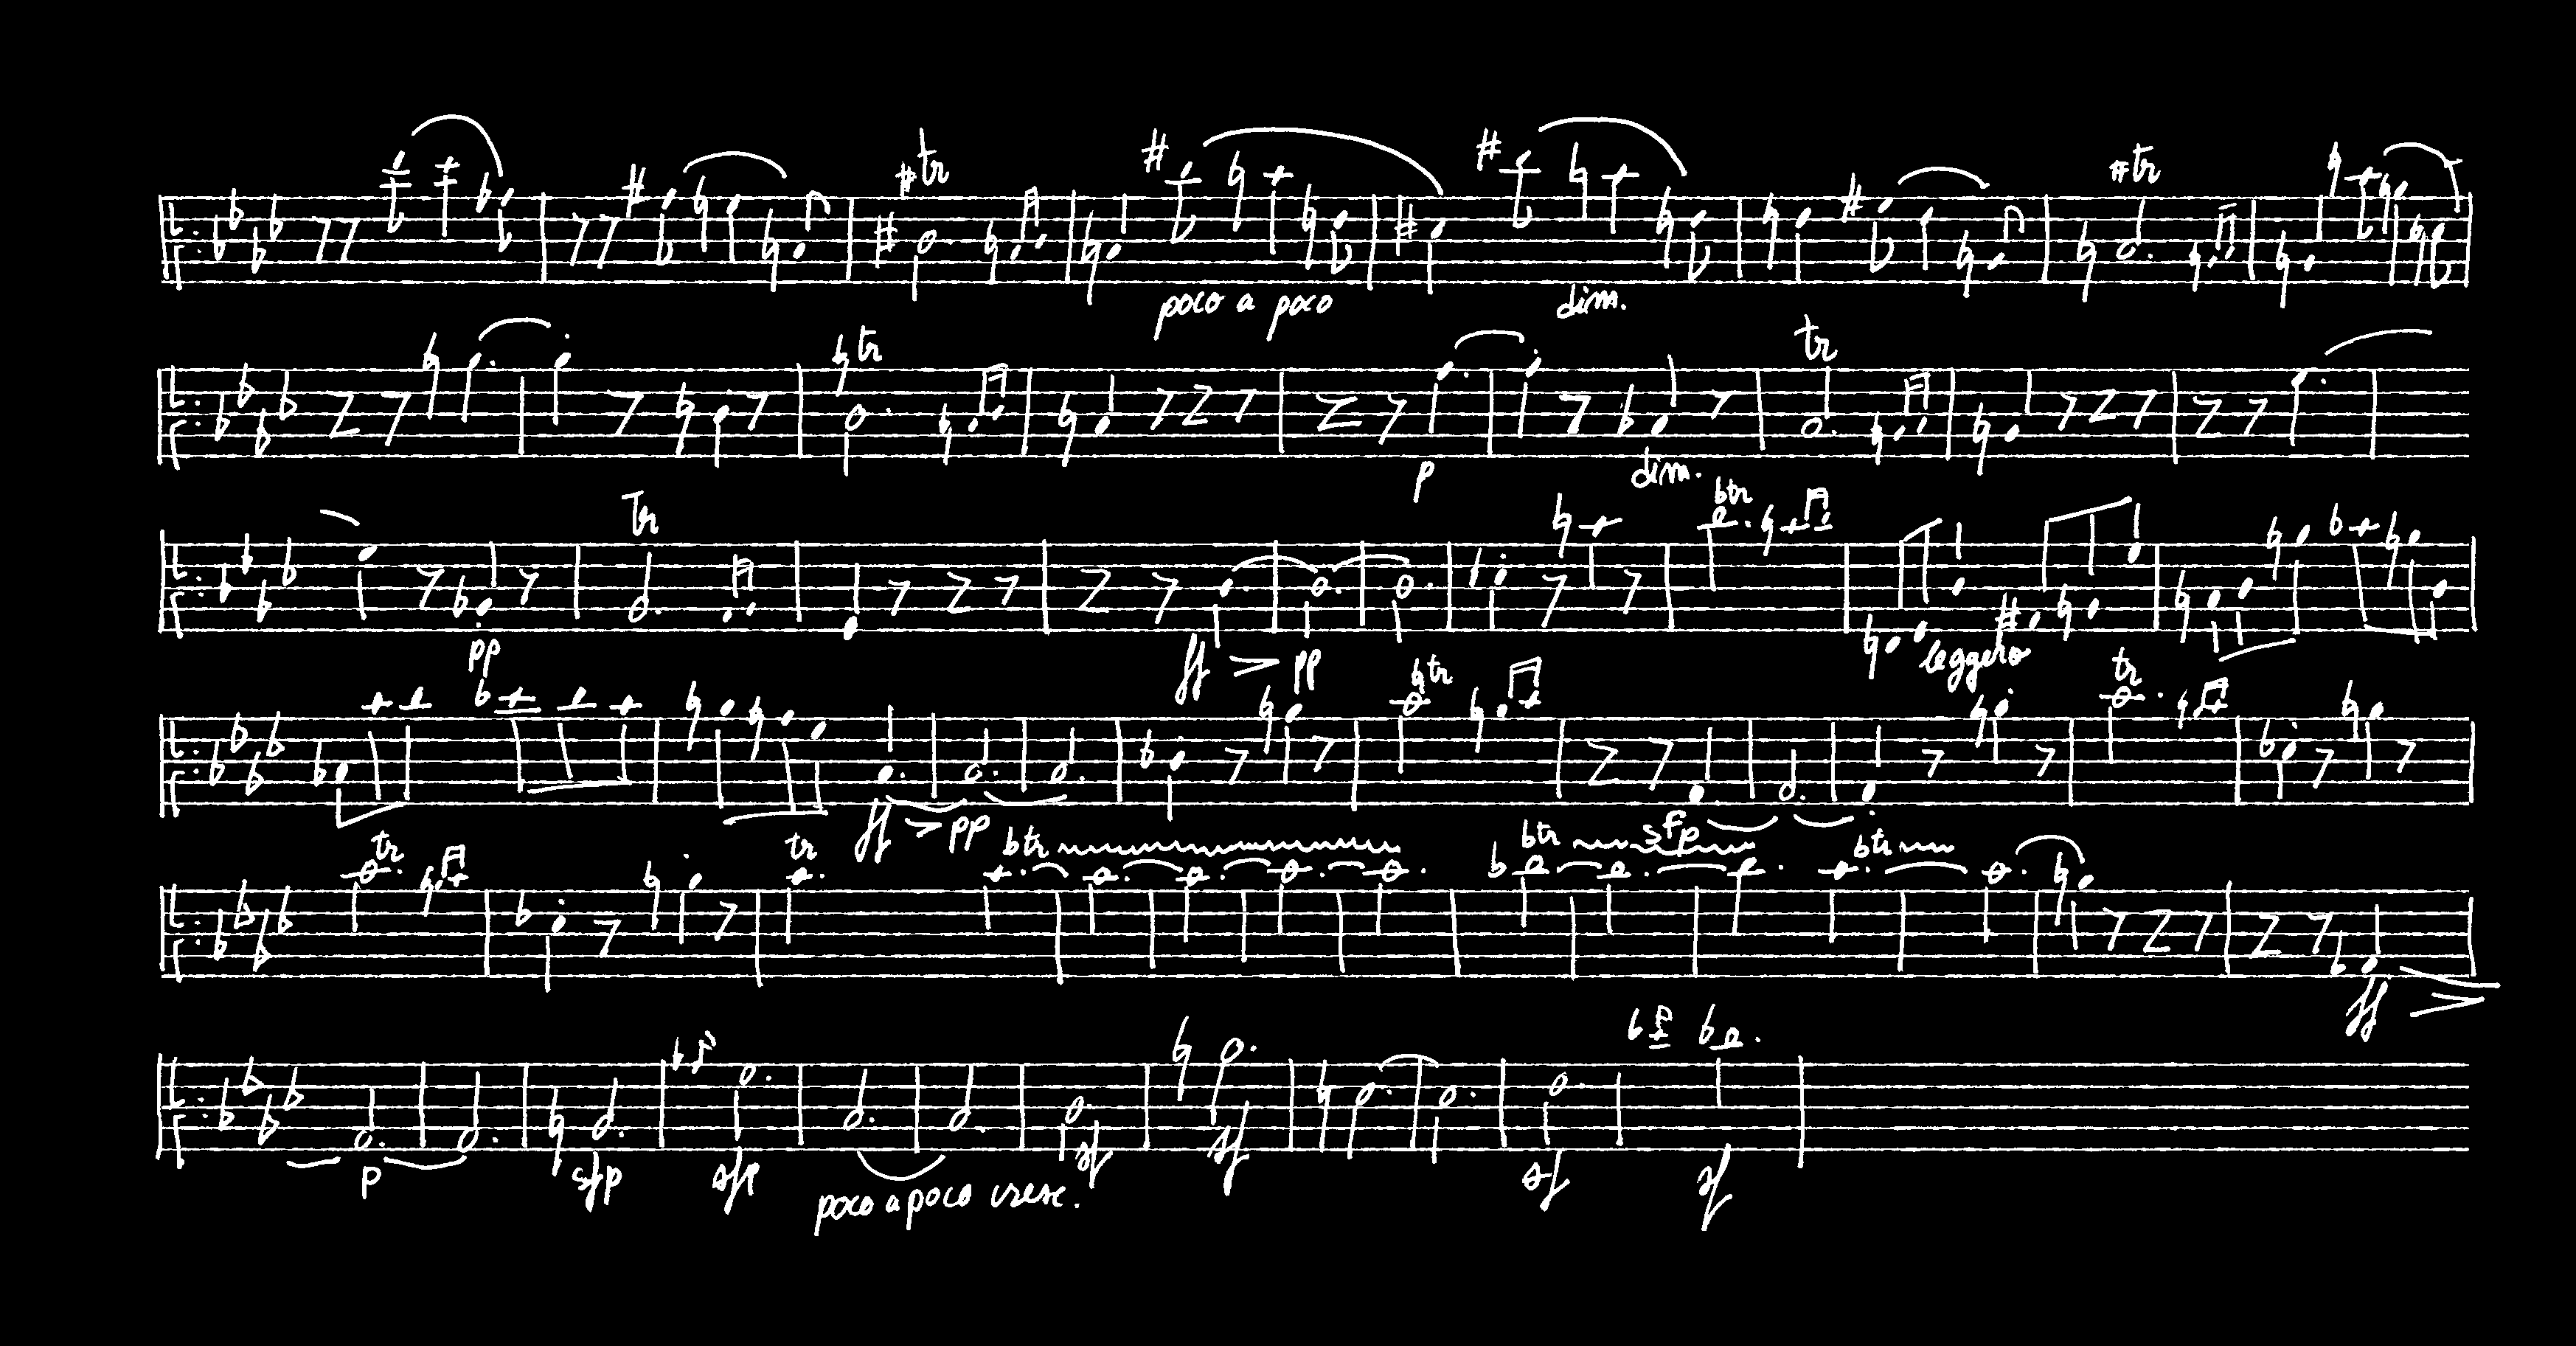 tr tr
poco a poco dim.
tr tr
p dim.
tr tr
pp ff pp leggero
tr tr
ff pp sfp
tr tr tr tr tr
ff
p sfp sfp poco a poco cresc. sf sf sf sf